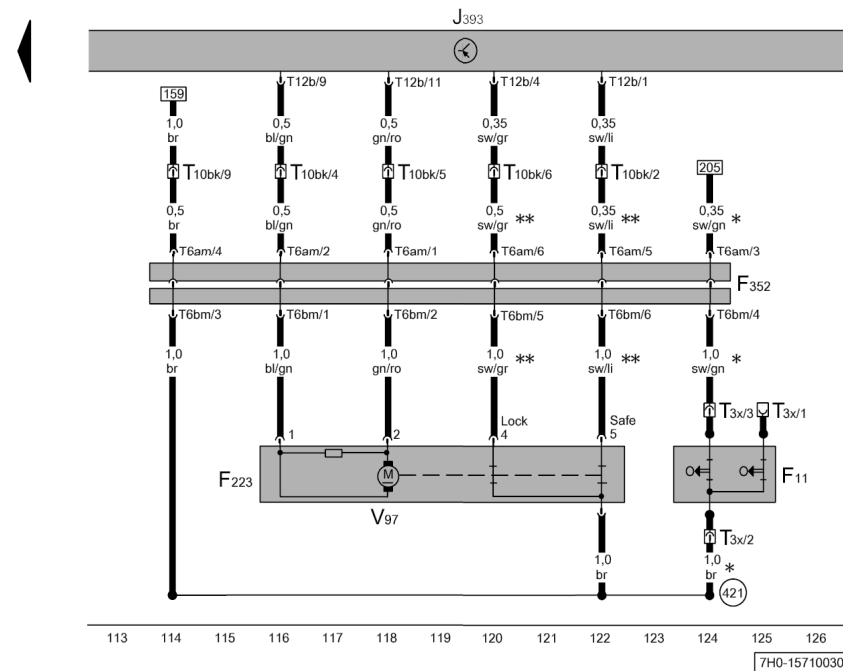 J393
T12b/9 T12b/11 T12b/4 T12b/1
159
1,0 0,5 0,5 0,35 0,35
br bl/gn gn/ro sw/gr sw/li
T10bk/9 T10bk/4 T10bk/5 T10bk/6 T10bk/2 205
0,5 0,5 0,5 0,5 ** 0,35 ** 0,35 *
br bl/gn gn/ro sw/gr sw/li sw/gn
T6am/4 T6am/2 T6am/1 T6am/6 T6am/5 T6am/3
F352
T6bm/3 T6bm/1 T6bm/2 T6bm/5 T6bm/6 T6bm/4
1,0 1,0 1,0 1,0 ** 1,0 ** 1,0 *
br bl/gn gn/ro sw/gr sw/li sw/gn
T3x/3 T3x/1
Lock Safe
1 2 4 5
F223 M F11
V97
T3x/2
1,0 1,0 *
br br 421
113 114 115 116 117 118 119 120 121 122 123 124 125 126
7H0-15710030